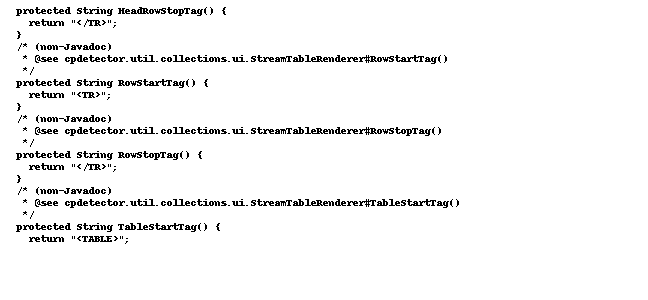 protected String HeadRowStopTag() {
return "</TR>";
}
/* (non-Javadoc)
* @see cpdetector.util.collections.ui.StreamTableRenderer#RowStartTag()
*/
protected String RowStartTag() {
return "<TR>";
}
/* (non-Javadoc)
* @see cpdetector.util.collections.ui.StreamTableRenderer#RowStopTag()
*/
protected String RowStopTag() {
return "</TR>";
}
/* (non-Javadoc)
* @see cpdetector.util.collections.ui.StreamTableRenderer#TableStartTag()
*/
protected String TableStartTag() {
return "<TABLE>";